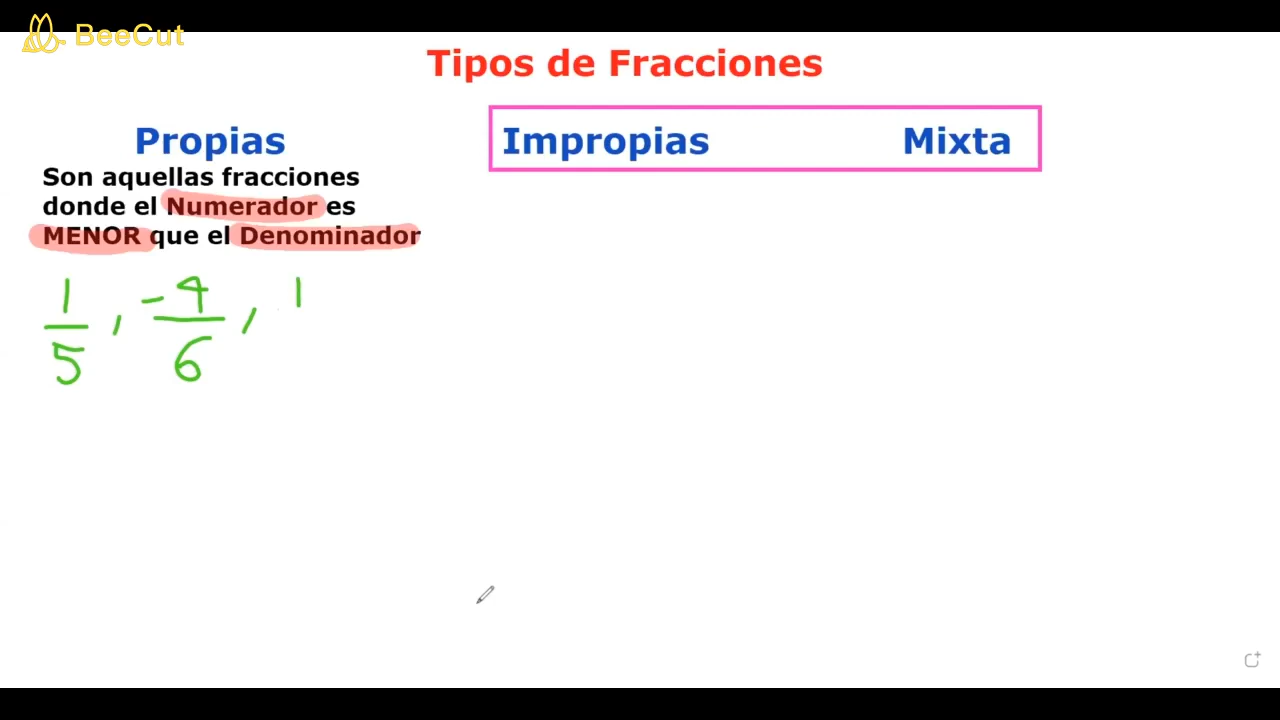 BeeCut
Tipos de Fracciones
Propias
Son aquellas fracciones
donde el Numerador es
MENOR que el Denominador
1/5, -4/6, 1
Impropias Mixta